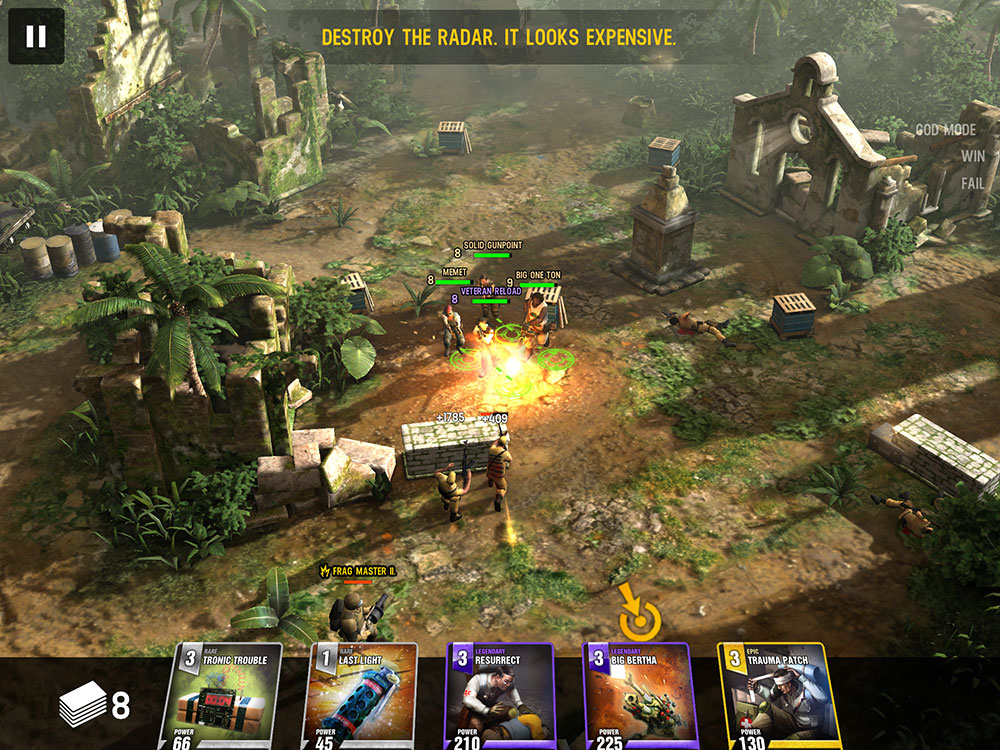 DESTROY THE RADAR. IT LOOKS EXPENSIVE.
GOD MODE
WIN
FAIL
SOLID GUNPOINT
8
MEMET
8
BIG ONE TON
9
VETERAN RELOAD
8
+1785
+409
FRAG MASTER II
8
3
RARE
TRONIC TROUBLE
POWER
66
1
RARE
LAST LIGHT
POWER
45
3
LEGENDARY
RESURRECT
POWER
210
3
LEGENDARY
BIG BERTHA
POWER
225
3
EPIC
TRAUMA PATCH
POWER
130